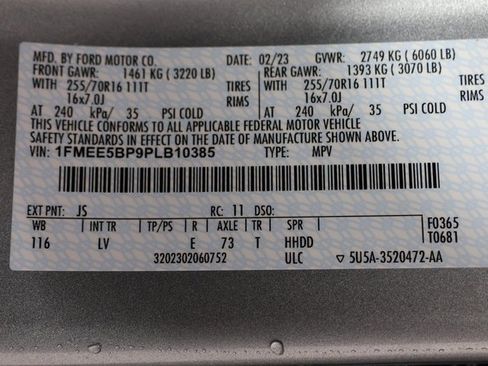 MFD. BY FORD MOTOR CO. DATE: 02/23 GVWR: 2749 KG (6060 LB)
FRONT GAWR: 1461 KG (3220 LB) REAR GAWR: 1393 KG (3070 LB)
WITH 255/70R16 111T TIRES WITH 255/70R16 111T TIRES
16x7.0J RIMS 16x7.0J RIMS
AT 240 kPa/ 35 PSI COLD AT 240 kPa/ 35 PSI COLD
THIS VEHICLE CONFORMS TO ALL APPLICABLE FEDERAL MOTOR VEHICLE
SAFETY STANDARDS IN EFFECT ON THE DATE OF MANUFACTURE SHOWN ABOVE.
VIN: 1FMEE5BP9PLB10385 TYPE: MPV
EXT PNT: JS RC: 11 DSO:
WB INT TR TP/PS R AXLE TR SPR F0365
116 LV E 73 T HHDD T0681
3202302060752 ULC ▽ 5U5A-3520472-AA